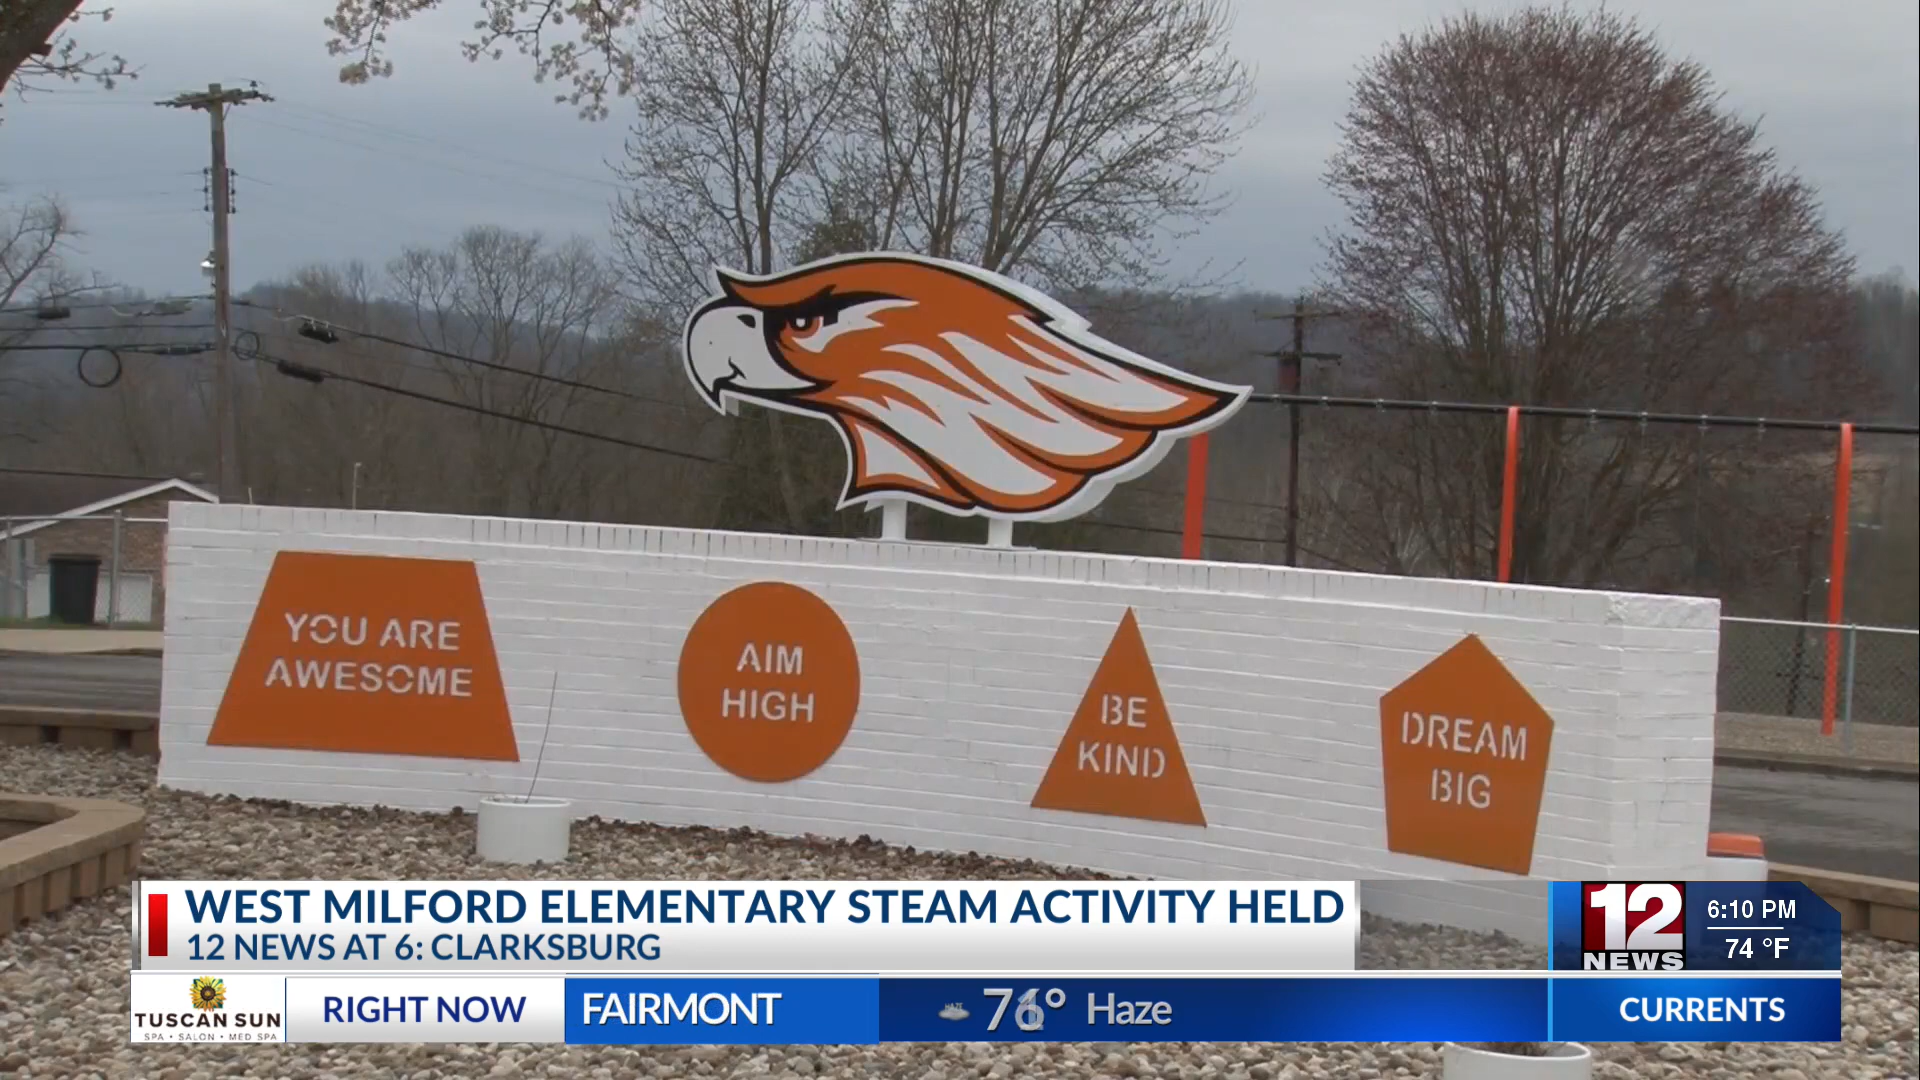 YOU ARE
AWESOME
AIM
HIGH
BE
KIND
DREAM
BIG
WEST MILFORD ELEMENTARY STEAM ACTIVITY HELD
12 NEWS AT 6: CLARKSBURG
12
NEWS
6:10 PM
74 °F
TUSCAN SUN
SPA • SALON • MED SPA
RIGHT NOW
FAIRMONT
Haze
CURRENTS